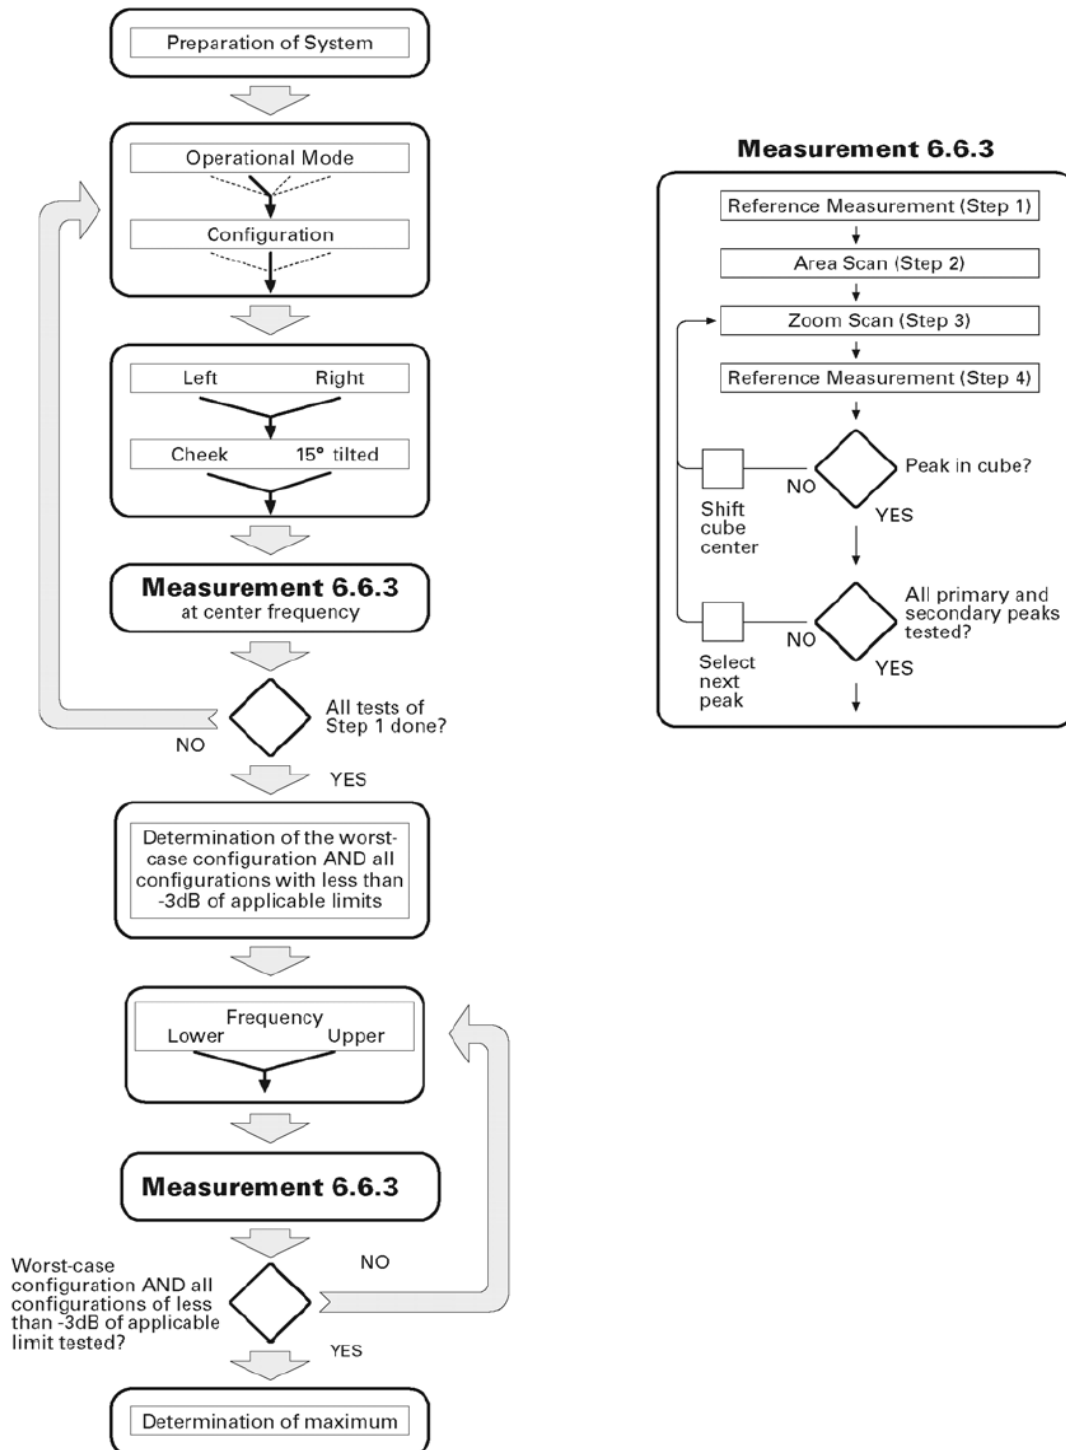 Preparation of System
Operational Mode
Configuration
Left Right
Cheek 15° tilted
Measurement 6.6.3
at center frequency
All tests of
Step 1 done?
NO
YES
Determination of the worst-
case configuration AND all
configurations with less than
-3dB of applicable limits
Frequency
Lower Upper
Measurement 6.6.3
Worst-case
configuration AND all
configurations of less
than -3dB of applicable
limit tested?
NO
YES
Determination of maximum
Measurement 6.6.3
Reference Measurement (Step 1)
Area Scan (Step 2)
Zoom Scan (Step 3)
Reference Measurement (Step 4)
Peak in cube?
NO
YES
Shift
cube
center
All primary and
secondary peaks
tested?
NO
YES
Select
next
peak